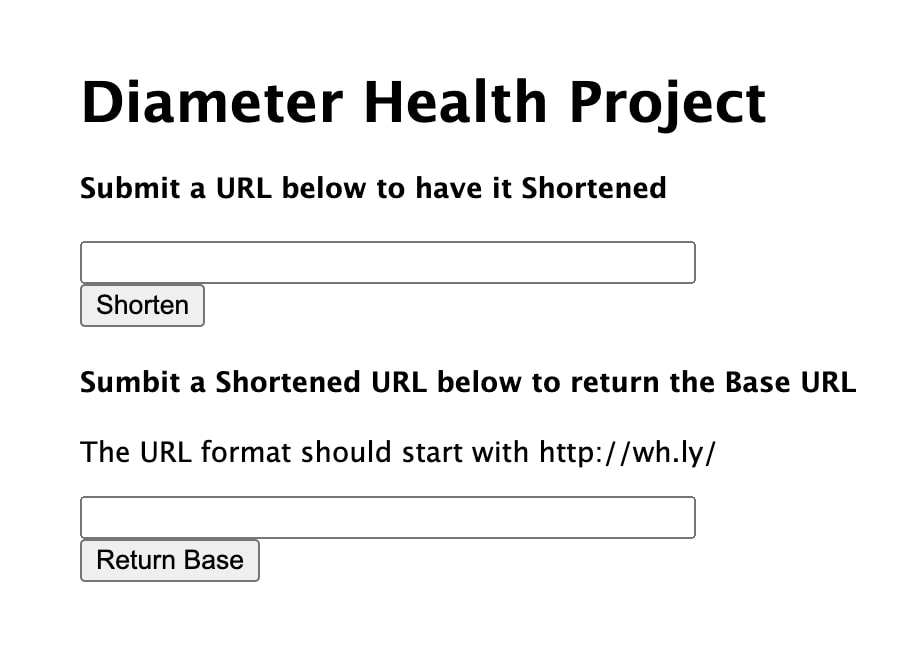 Diameter Health Project
Submit a URL below to have it Shortened
Shorten
Sumbit a Shortened URL below to return the Base URL
The URL format should start with http://wh.ly/
Return Base